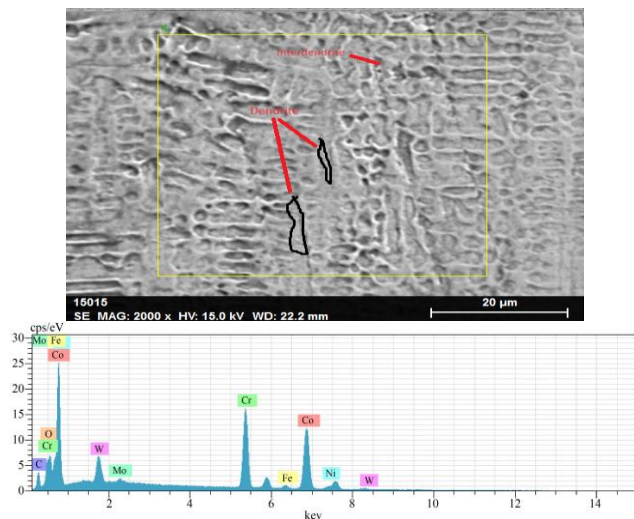 Interdendrite
Dendrite
15015
SE MAG: 2000 x HV: 15.0 kV WD: 22.2 mm
20 µm
cps/eV
30
25
20
15
10
5
0
Mo Fe
Co
O
Cr
C
W
Mo
Cr
Co
Fe
Ni
W
2 4 6 8 10 12 14
kev